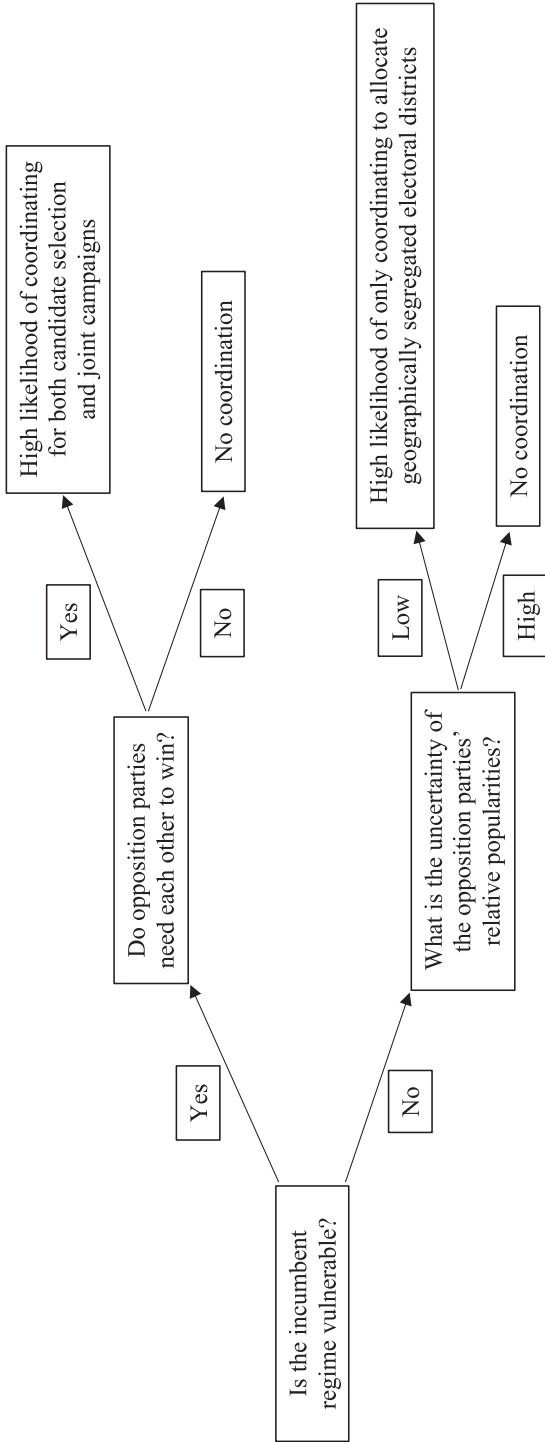 Is the incumbent
regime vulnerable?
Yes
No
Do opposition parties
need each other to win?
Yes
No
High likelihood of coordinating
for both candidate selection
and joint campaigns
No coordination
What is the uncertainty of
the opposition parties’
relative popularities?
Low
High
High likelihood of only coordinating to allocate
geographically segregated electoral districts
No coordination